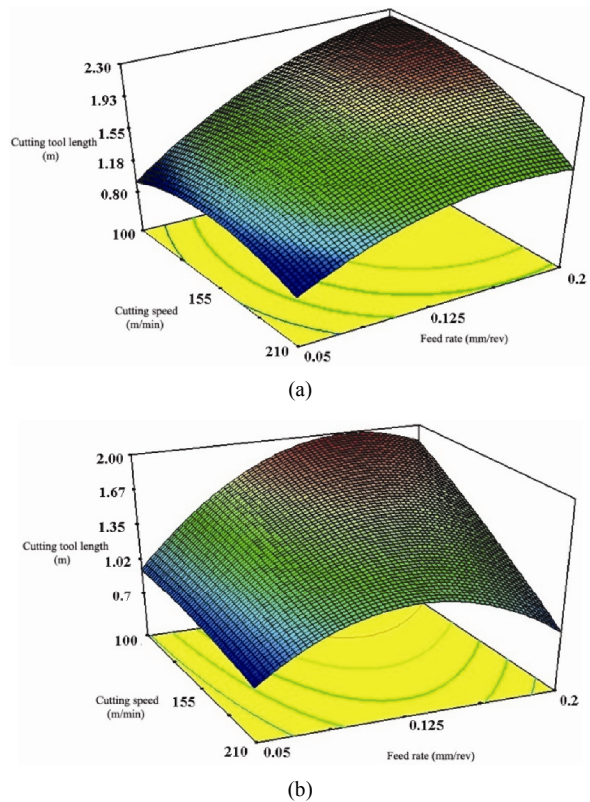 2.30
1.93
1.55
Cutting tool length
(m)
1.18
0.80
100
Cutting speed
(m/min)
155
210
0.05
0.125
0.2
Feed rate (mm/rev)
(a)
2.00
1.67
1.35
Cutting tool length
(m)
1.02
0.7
100
Cutting speed
(m/min)
155
210
0.05
0.125
0.2
Feed rate (mm/rev)
(b)